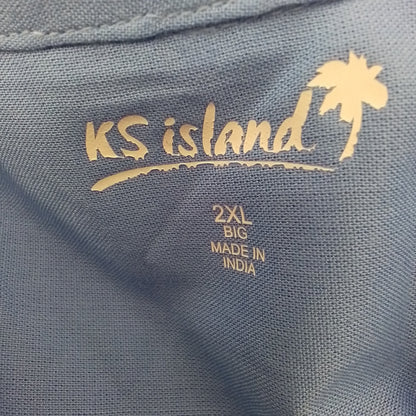 KS island
2XL
BIG
MADE IN
INDIA